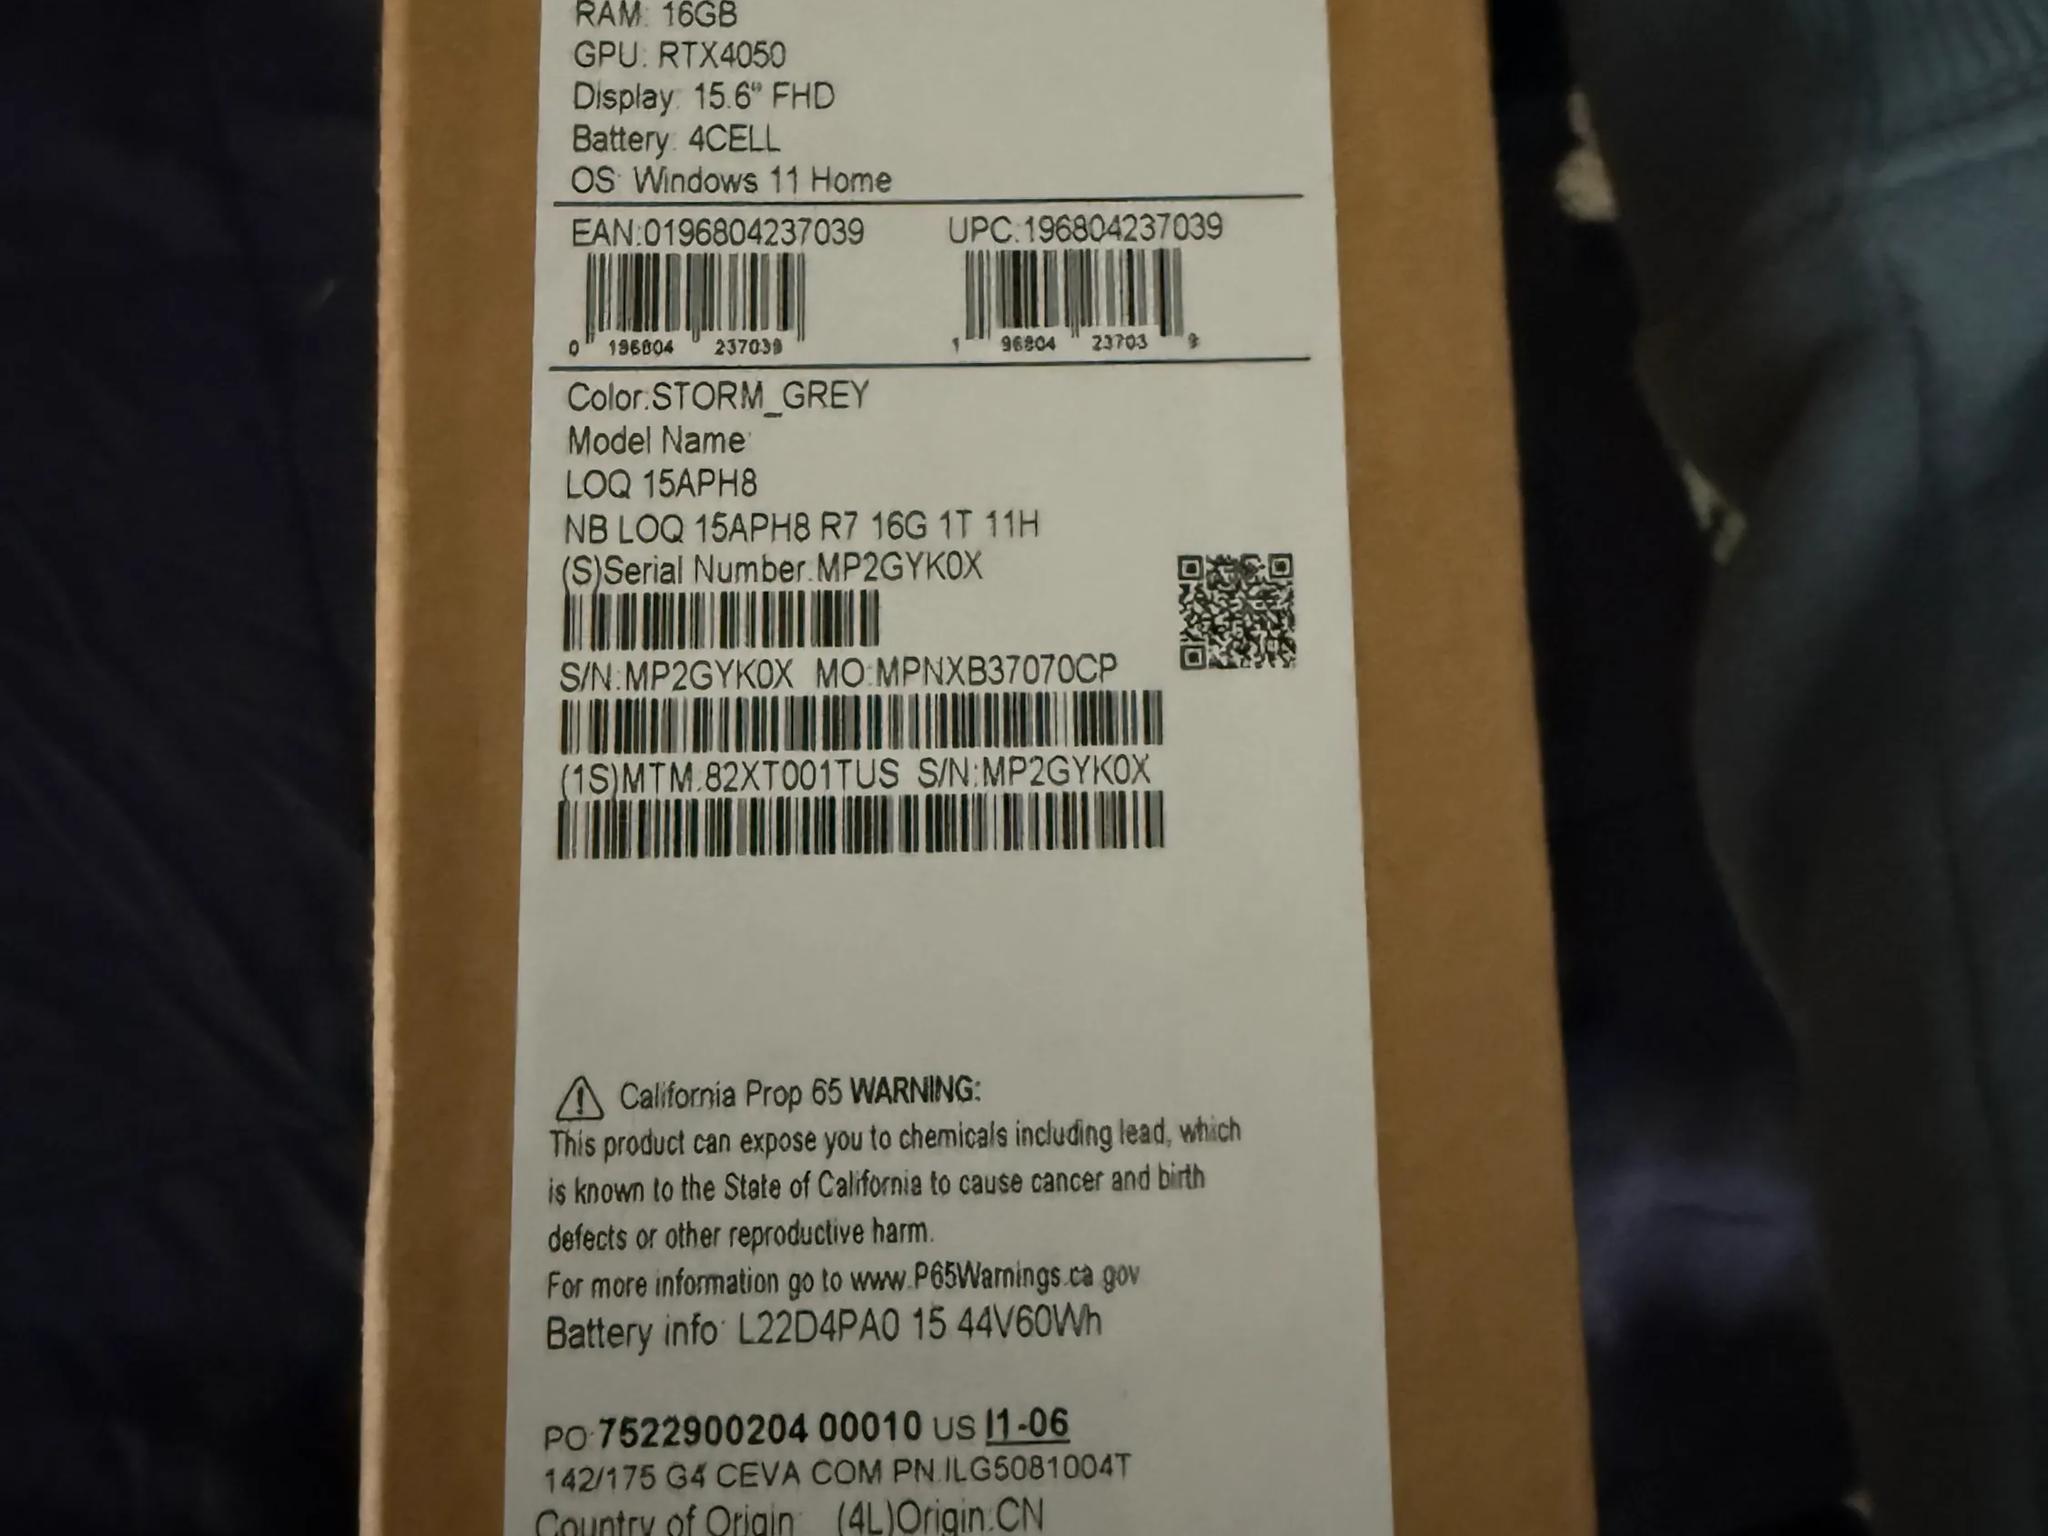 RAM: 16GB
GPU: RTX4050
Display: 15.6" FHD
Battery: 4CELL
OS: Windows 11 Home
EAN:0196804237039 UPC:196804237039
0 196804 237039 1 96804 23703 9
Color:STORM_GREY
Model Name:
LOQ 15APH8
NB LOQ 15APH8 R7 16G 1T 11H
(S)Serial Number:MP2GYK0X
S/N:MP2GYK0X MO:MPNXB37070CP
(1S)MTM:82XT001TUS S/N:MP2GYK0X
California Prop 65 WARNING:
This product can expose you to chemicals including lead, which
is known to the State of California to cause cancer and birth
defects or other reproductive harm.
For more information go to www.P65Warnings.ca.gov
Battery info: L22D4PA0 15.44V60Wh
PO:7522900204 00010 US I1-06
142/175 G4 CEVA COM PN:ILG5081004T
Country of Origin: (4L)Origin:CN